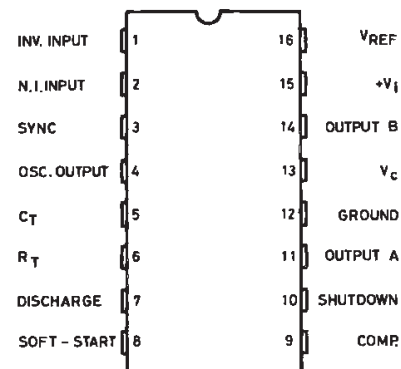 INV. INPUT 1 16 VREF
N.I. INPUT 2 15 +Vi
SYNC 3 14 OUTPUT B
OSC. OUTPUT 4 13 Vc
CT 5 12 GROUND
RT 6 11 OUTPUT A
DISCHARGE 7 10 SHUTDOWN
SOFT - START 8 9 COMP.